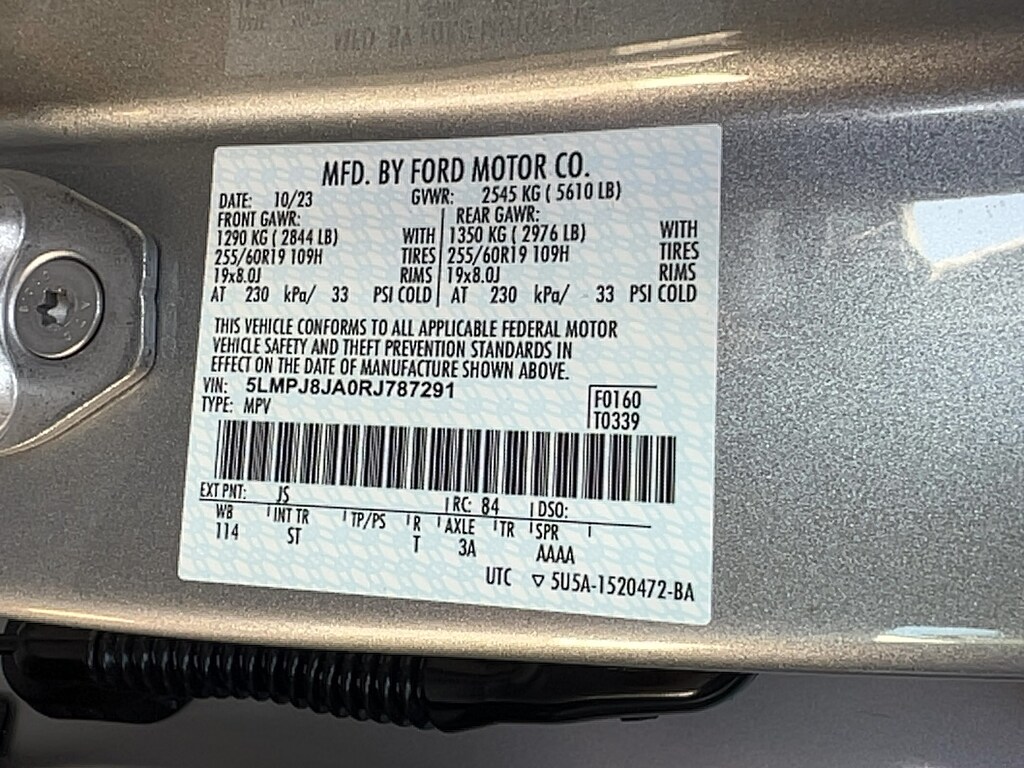 MFD. BY FORD MOTOR CO.
DATE: 10/23 GVWR: 2545 KG ( 5610 LB)
FRONT GAWR: REAR GAWR:
1290 KG ( 2844 LB) WITH 1350 KG ( 2976 LB) WITH
255/60R19 109H TIRES 255/60R19 109H TIRES
19x8.0J RIMS 19x8.0J RIMS
AT 230 kPa/ 33 PSI COLD AT 230 kPa/ 33 PSI COLD
THIS VEHICLE CONFORMS TO ALL APPLICABLE FEDERAL MOTOR
VEHICLE SAFETY AND THEFT PREVENTION STANDARDS IN
EFFECT ON THE DATE OF MANUFACTURE SHOWN ABOVE.
VIN: 5LMPJ8JA0RJ787291
TYPE: MPV
F0160
T0339
EXT PNT: JS RC: 84 DSO:
WB INT TR TP/PS R AXLE TR SPR
114 ST T 3A AAAA
UTC ▽ 5U5A-1520472-BA